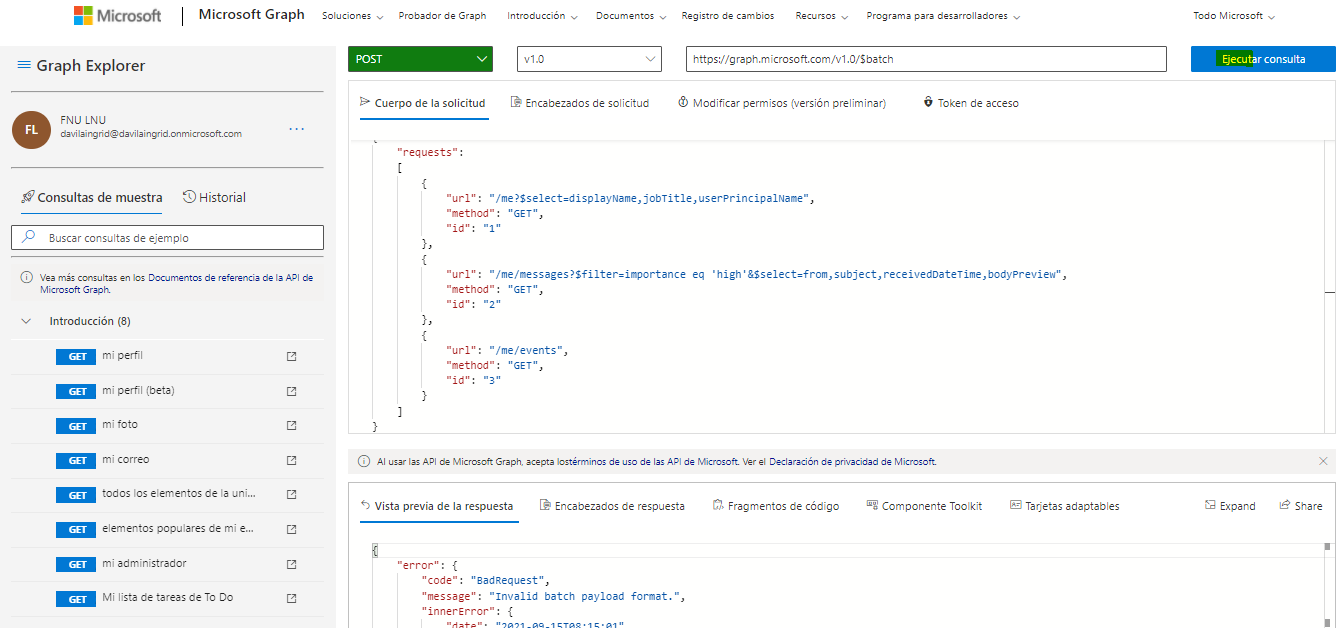 Microsoft
Microsoft Graph
Soluciones
Probador de Graph
Introducción
Documentos
Registro de cambios
Recursos
Programa para desarrolladores
Todo Microsoft
Graph Explorer
FL
FNU LNU
davilaingrid@davilaingrid.onmicrosoft.com
...
Consultas de muestra
Historial
Buscar consultas de ejemplo
Vea más consultas en los Documentos de referencia de la API de
Microsoft Graph.
Introducción (8)
GET mi perfil
GET mi perfil (beta)
GET mi foto
GET mi correo
GET todos los elementos de la uni...
GET elementos populares de mi e...
GET mi administrador
GET Mi lista de tareas de To Do
POST
v1.0
https://graph.microsoft.com/v1.0/$batch
Ejecutar consulta
Cuerpo de la solicitud
Encabezados de solicitud
Modificar permisos (versión preliminar)
Token de acceso
"requests":
[
{
"url": "/me?$select=displayName,jobTitle,userPrincipalName",
"method": "GET",
"id": "1"
},
{
"url": "/me/messages?$filter=importance eq 'high'&$select=from,subject,receivedDateTime,bodyPreview",
"method": "GET",
"id": "2"
},
{
"url": "/me/events",
"method": "GET",
"id": "3"
}
]
}
Al usar las API de Microsoft Graph, acepta lostérminos de uso de las API de Microsoft. Ver el Declaración de privacidad de Microsoft.
Vista previa de la respuesta
Encabezados de respuesta
Fragmentos de código
Componente Toolkit
Tarjetas adaptables
Expand
Share
{
"error": {
"code": "BadRequest",
"message": "Invalid batch payload format.",
"innerError": {
"date": "2021-09-15T08:15:01"